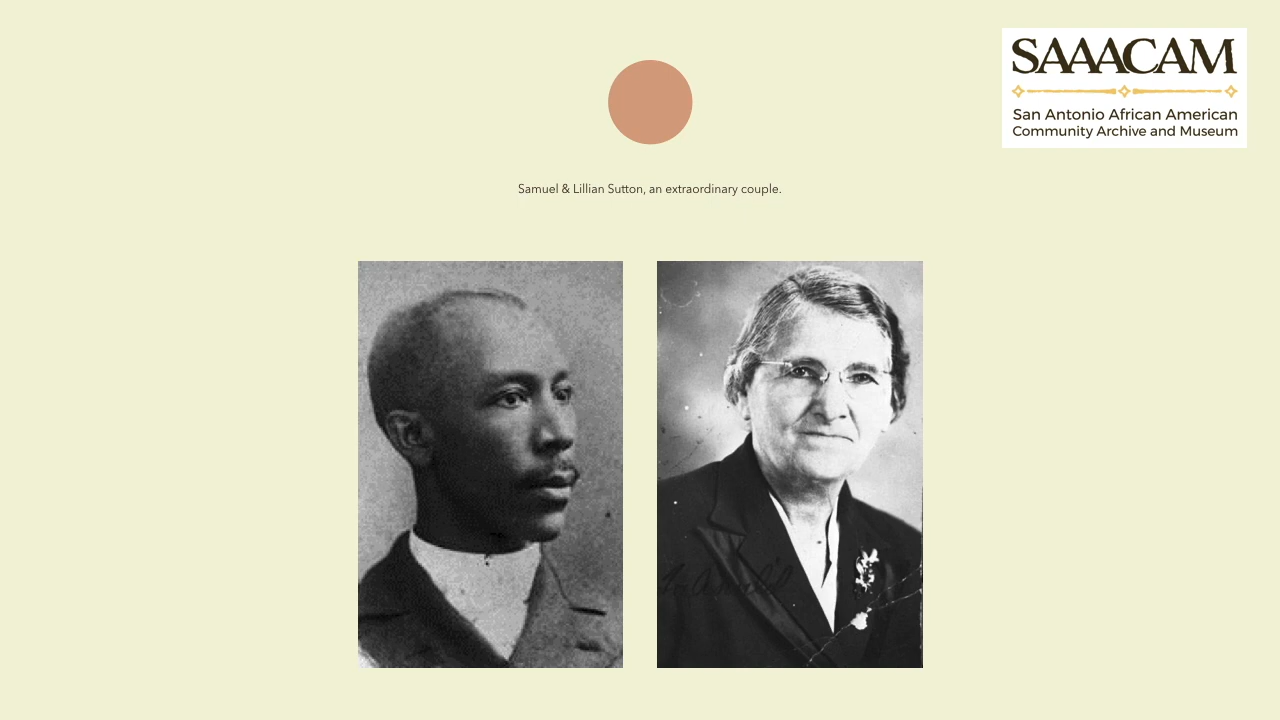 SAAACAM
San Antonio African American
Community Archive and Museum
Samuel & Lillian Sutton, an extraordinary couple.